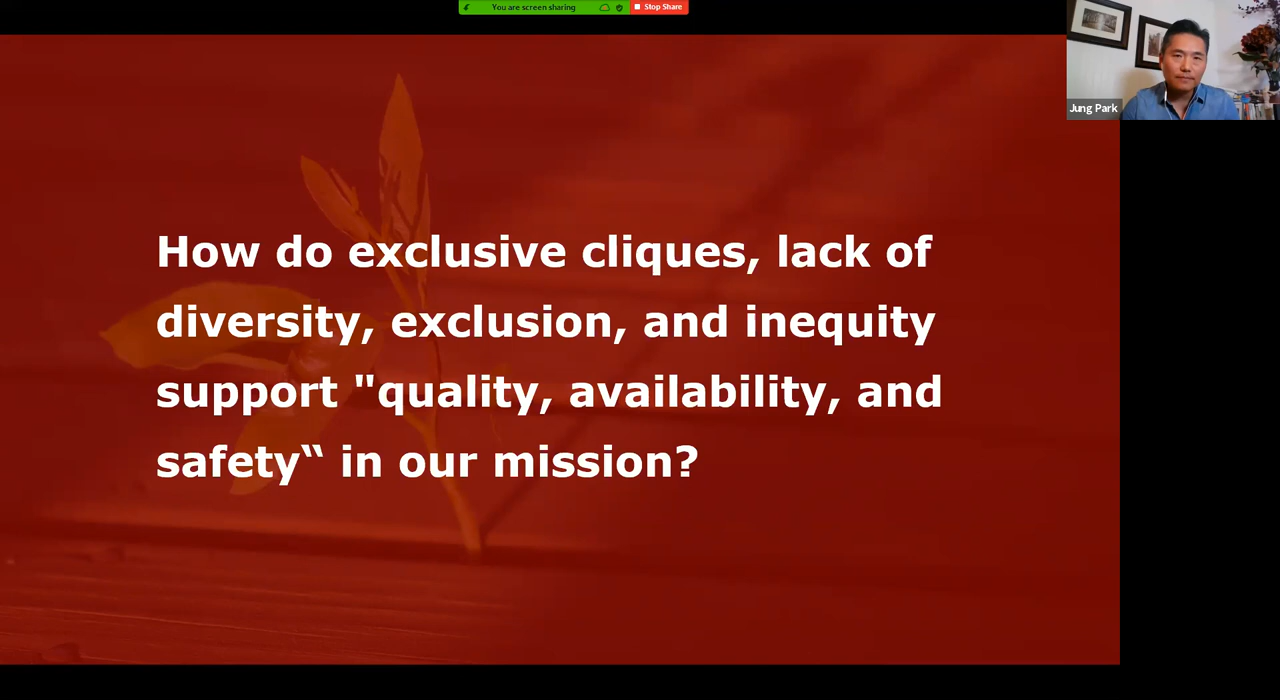 You are screen sharing
Stop Share
Jung Park
How do exclusive cliques, lack of
diversity, exclusion, and inequity
support "quality, availability, and
safety‟ in our mission?